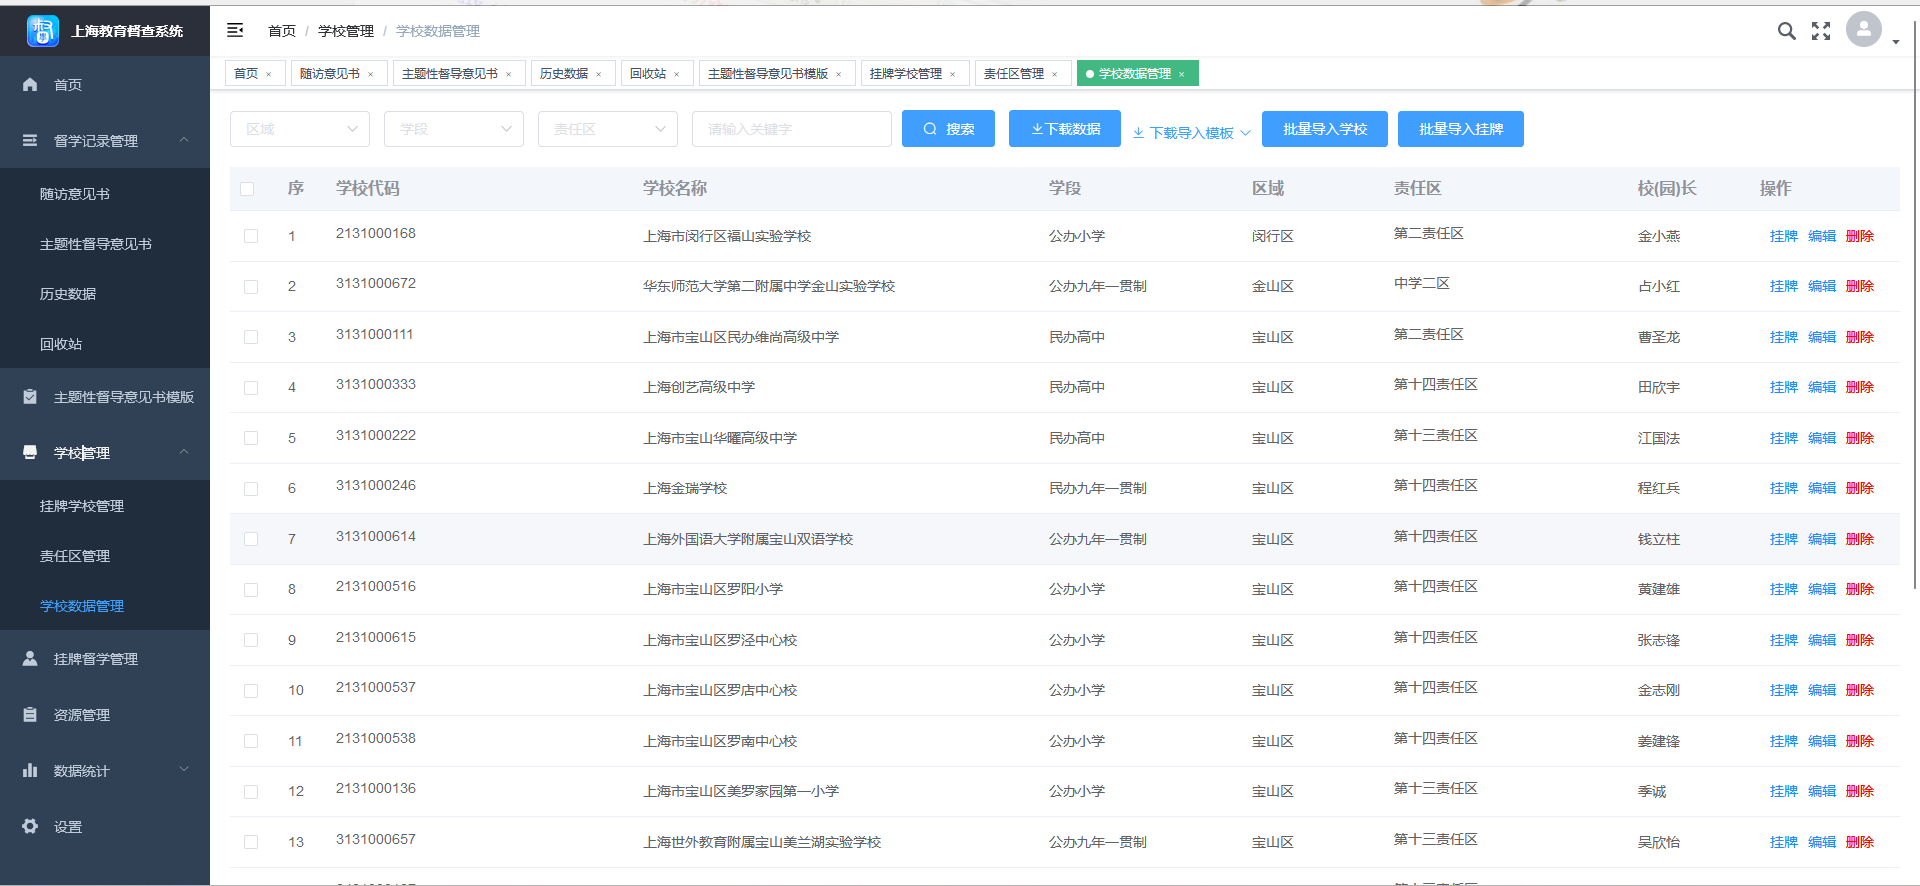 上海教育督查系统
首页 / 学校管理 / 学校数据管理
首页 × 随访意见书 × 主题性督导意见书 × 历史数据 × 回收站 × 主题性督导意见书模版 × 挂牌学校管理 × 责任区管理 × 学校数据管理 ×
首页
督学记录管理
随访意见书
主题性督导意见书
历史数据
回收站
主题性督导意见书模版
学校管理
挂牌学校管理
责任区管理
学校数据管理
挂牌督学管理
资源管理
数据统计
设置
区域 学段 责任区 请输入关键字 搜索 下载数据 下载导入模板 批量导入学校 批量导入挂牌
序 学校代码 学校名称 学段 区域 责任区 校(园)长 操作
1 2131000168 上海市闵行区福山实验学校 公办小学 闵行区 第二责任区 金小燕 挂牌 编辑 删除
2 3131000672 华东师范大学第二附属中学金山实验学校 公办九年一贯制 金山区 中学二区 占小红 挂牌 编辑 删除
3 3131000111 上海市宝山区民办维尚高级中学 民办高中 宝山区 第二责任区 曹圣龙 挂牌 编辑 删除
4 3131000333 上海创艺高级中学 民办高中 宝山区 第十四责任区 田欣宇 挂牌 编辑 删除
5 3131000222 上海市宝山华曜高级中学 民办高中 宝山区 第十三责任区 江国法 挂牌 编辑 删除
6 3131000246 上海金瑞学校 民办九年一贯制 宝山区 第十四责任区 程红兵 挂牌 编辑 删除
7 3131000614 上海外国语大学附属宝山双语学校 公办九年一贯制 宝山区 第十四责任区 钱立柱 挂牌 编辑 删除
8 2131000516 上海市宝山区罗阳小学 公办小学 宝山区 第十四责任区 黄建雄 挂牌 编辑 删除
9 2131000615 上海市宝山区罗泾中心校 公办小学 宝山区 第十四责任区 张志锋 挂牌 编辑 删除
10 2131000537 上海市宝山区罗店中心校 公办小学 宝山区 第十四责任区 金志刚 挂牌 编辑 删除
11 2131000538 上海市宝山区罗南中心校 公办小学 宝山区 第十四责任区 姜建锋 挂牌 编辑 删除
12 2131000136 上海市宝山区美罗家园第一小学 公办小学 宝山区 第十三责任区 季诚 挂牌 编辑 删除
13 3131000657 上海世外教育附属宝山美兰湖实验学校 公办九年一贯制 宝山区 第十三责任区 吴欣怡 挂牌 编辑 删除